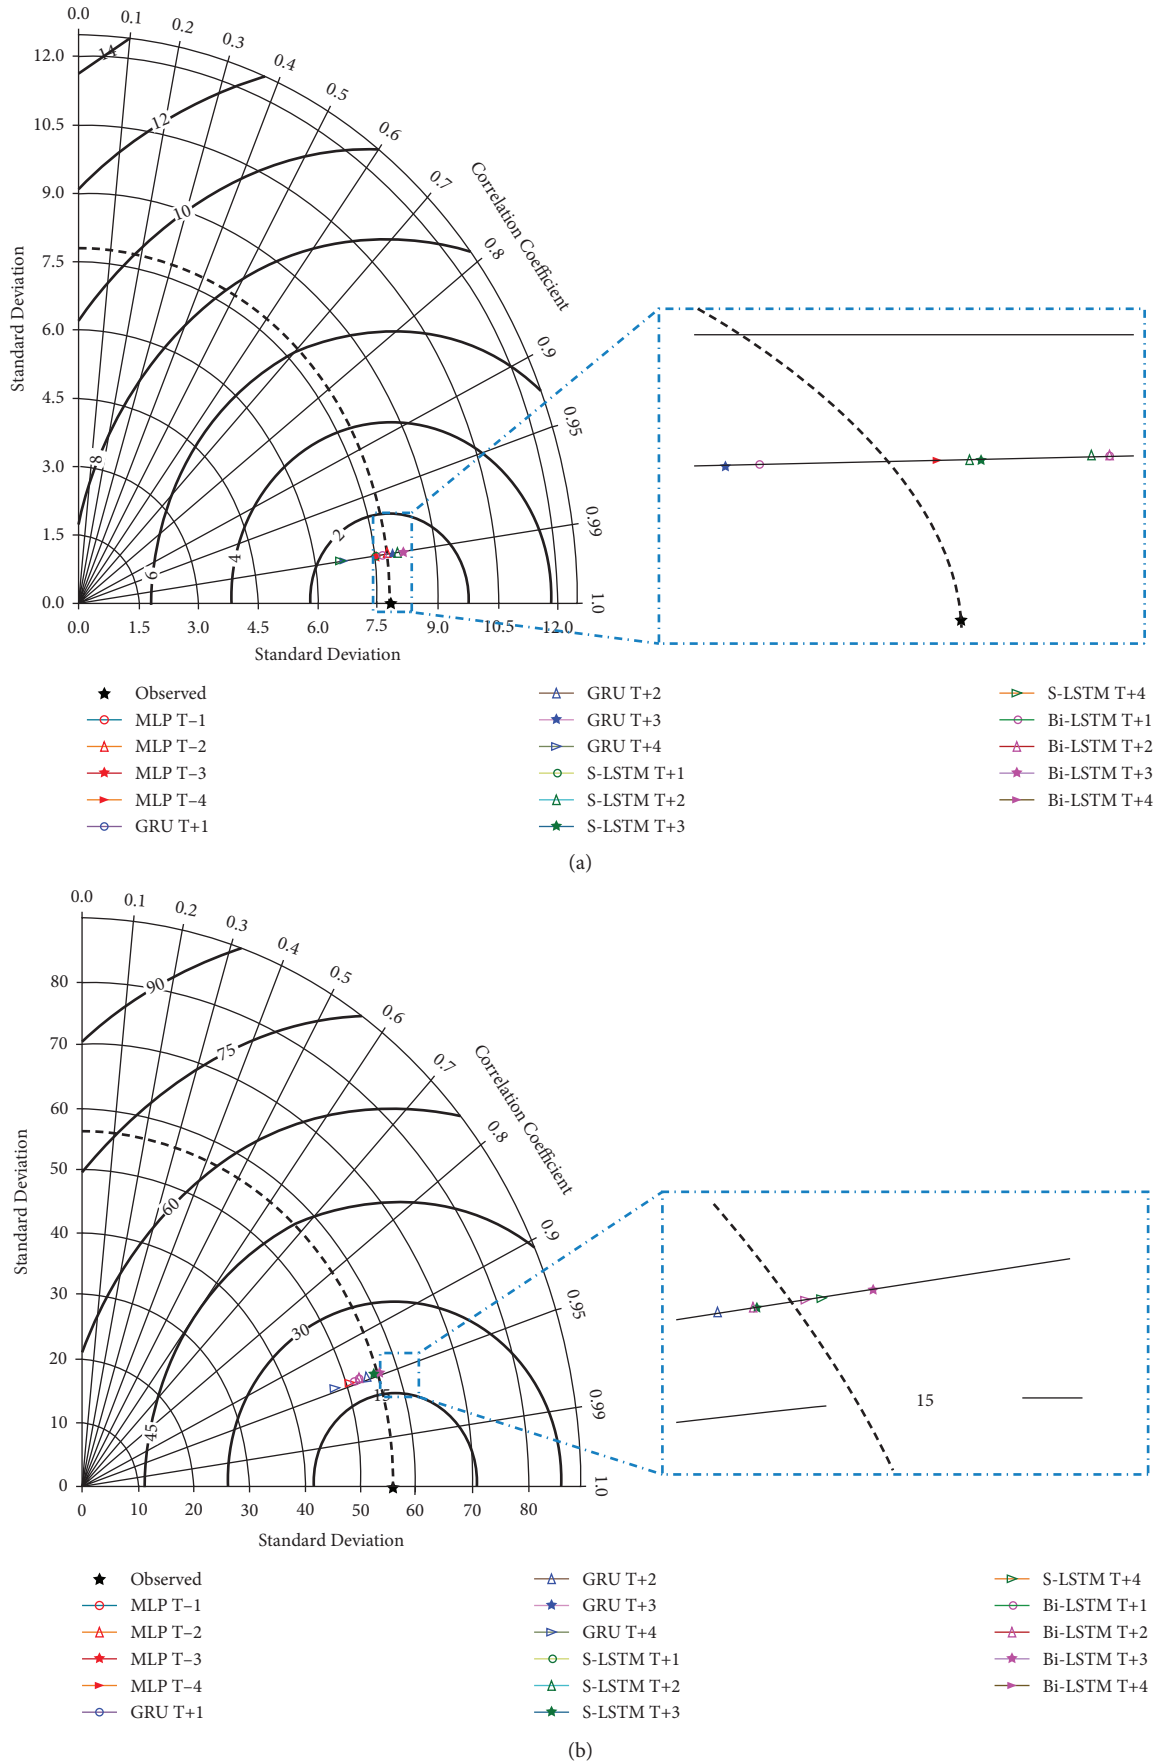 0.0
0.1
0.2
0.3
0.4
0.5
0.6
0.7
0.8
0.9
0.95
0.99
1.0
Correlation Coefficient
14
12
10
8
6
4
2
12.0
10.5
9.0
7.5
6.0
4.5
3.0
1.5
0.0
Standard Deviation
0.0 1.5 3.0 4.5 6.0 7.5 9.0 10.5 12.0
Standard Deviation
Observed
MLP T–1
MLP T–2
MLP T–3
MLP T–4
GRU T+1
GRU T+2
GRU T+3
GRU T+4
S-LSTM T+1
S-LSTM T+2
S-LSTM T+3
S-LSTM T+4
Bi-LSTM T+1
Bi-LSTM T+2
Bi-LSTM T+3
Bi-LSTM T+4
(a)
0.0
0.1
0.2
0.3
0.4
0.5
0.6
0.7
0.8
0.9
0.95
0.99
1.0
Correlation Coefficient
90
75
60
45
30
15
15
80
70
60
50
40
30
20
10
0
Standard Deviation
0 10 20 30 40 50 60 70 80
Standard Deviation
Observed
MLP T–1
MLP T–2
MLP T–3
MLP T–4
GRU T+1
GRU T+2
GRU T+3
GRU T+4
S-LSTM T+1
S-LSTM T+2
S-LSTM T+3
S-LSTM T+4
Bi-LSTM T+1
Bi-LSTM T+2
Bi-LSTM T+3
Bi-LSTM T+4
(b)